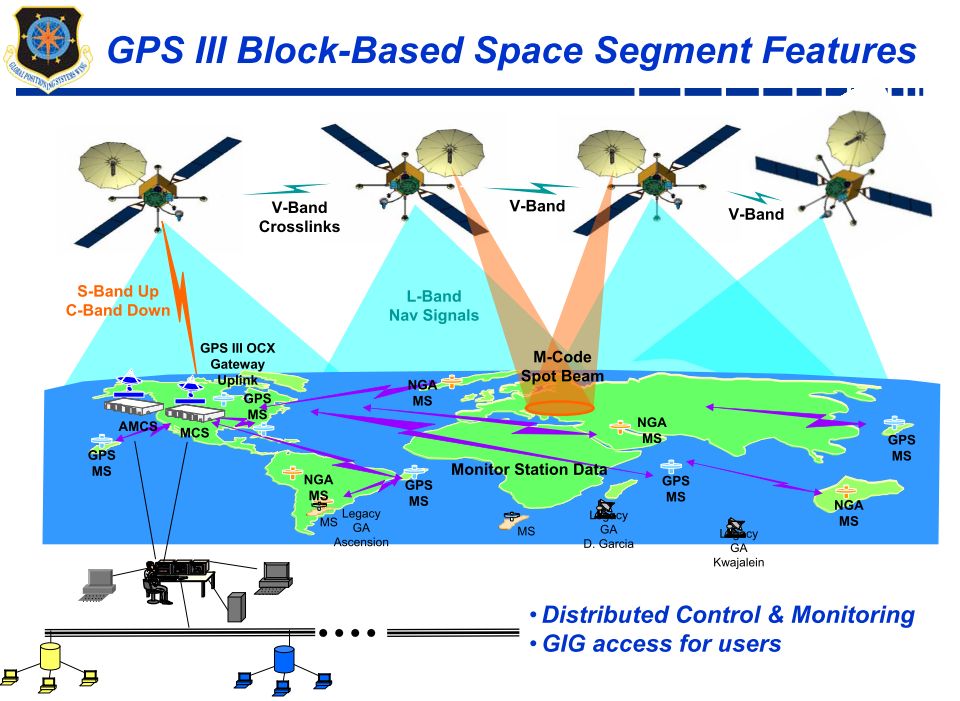 GPS III Block-Based Space Segment Features
GLOBAL POSITIONING SYSTEMS WING
V-Band
Crosslinks
V-Band
V-Band
S-Band Up
C-Band Down
L-Band
Nav Signals
GPS III OCX
Gateway
Uplink
M-Code
Spot Beam
NGA
MS
GPS
MS
AMCS
MCS
NGA
MS
GPS
MS
GPS
MS
Monitor Station Data
NGA
MS
GPS
MS
GPS
MS
NGA
MS
MS
Legacy
GA
Ascension
MS
Legacy
GA
D. Garcia
Legacy
GA
Kwajalein
• Distributed Control & Monitoring
• GIG access for users